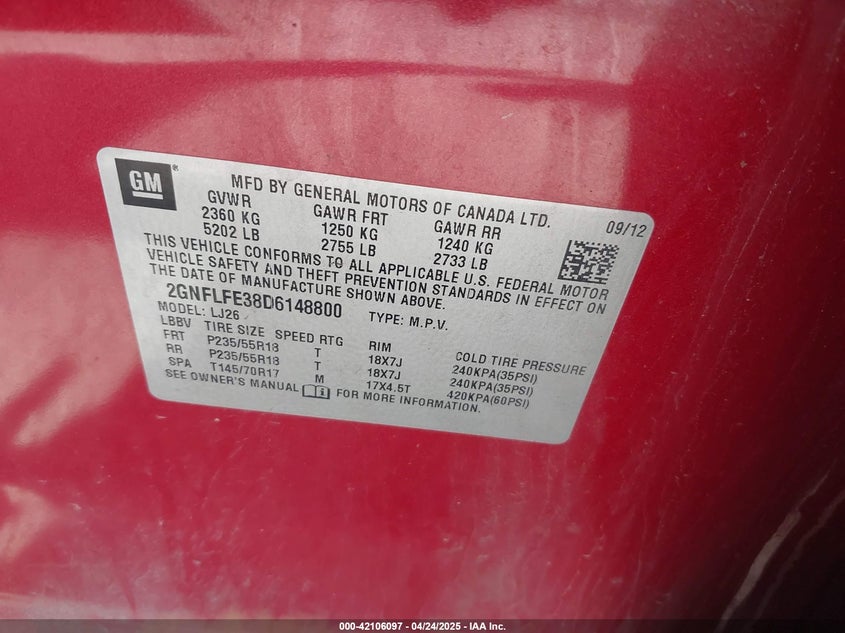 GM®
MFD BY GENERAL MOTORS OF CANADA LTD.
09/12
GVWR GAWR FRT GAWR RR
2360 KG 1250 KG 1240 KG
5202 LB 2755 LB 2733 LB
THIS VEHICLE CONFORMS TO ALL APPLICABLE U.S. FEDERAL MOTOR
VEHICLE SAFETY AND THEFT PREVENTION STANDARDS IN EFFECT ON
THE DATE OF MANUFACTURE SHOWN ABOVE.
2GNFLFE38D6148800 TYPE: M.P.V.
MODEL: LJ26
LBBV TIRE SIZE SPEED RTG RIM COLD TIRE PRESSURE
FRT P235/55R18 T 18X7J 240KPA(35PSI)
RR P235/55R18 T 18X7J 240KPA(35PSI)
SPA T145/70R17 M 17X4.5T 420KPA(60PSI)
SEE OWNER'S MANUAL FOR MORE INFORMATION.
000-42106097 - 04/24/2025 - IAA Inc.